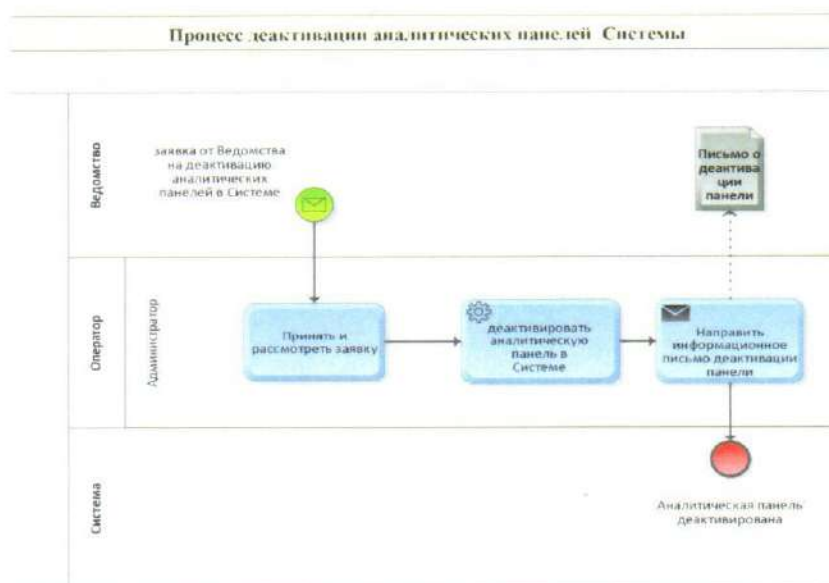 Процесс деактивации аналитических панелей Системы
Ведомство
заявка от Ведомства
на деактивацию
аналитических
панелей в Системе
Письмо о
деактива
ции
панели
Оператор
Администратор
Принять и
рассмотреть заявку
деактивировать
аналитическую
панель в
Системе
Направить
информационное
письмо деактивации
панели
Система
Аналитическая панель
деактивирована